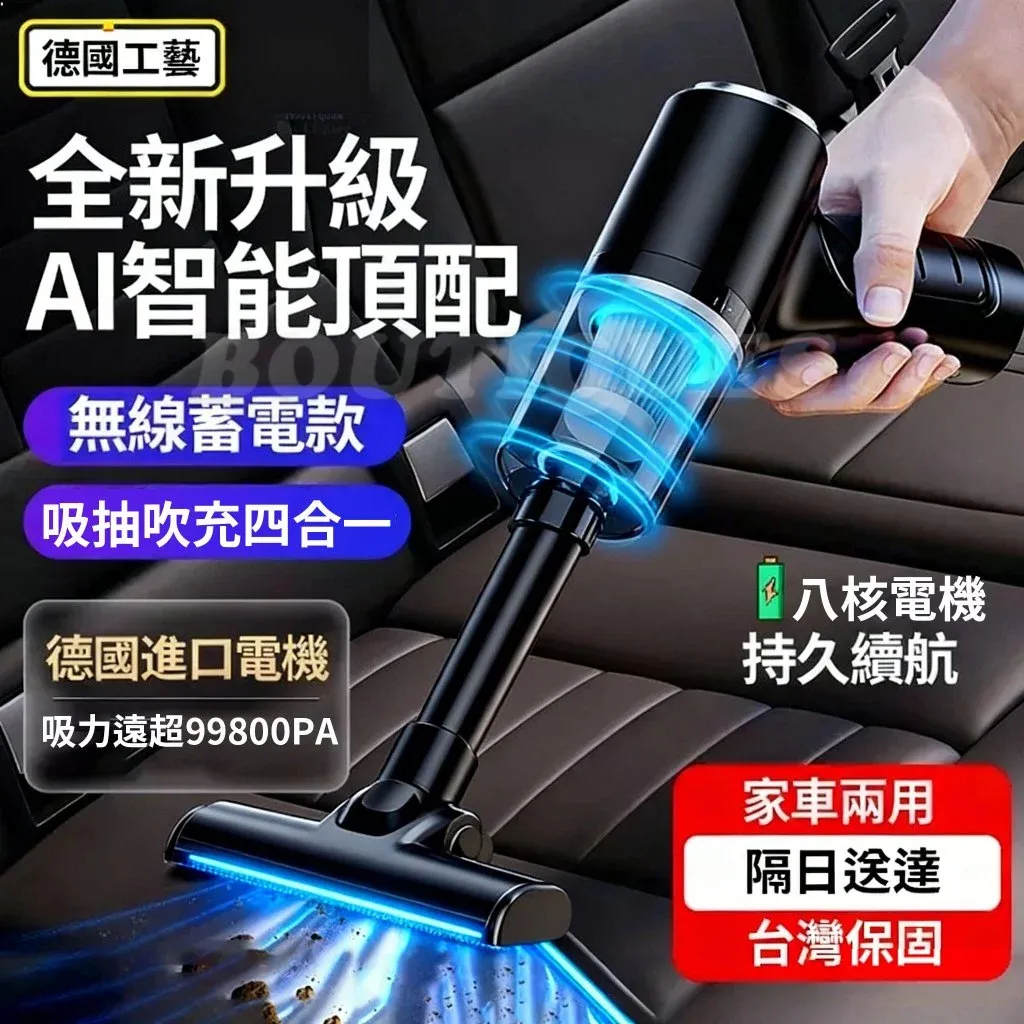 德國工藝
全新升級
AI智能頂配
無線蓄電款
吸抽吹充四合一
德國進口電機
吸力遠超99800PA
八核電機
持久續航
家車兩用
隔日送達
台灣保固